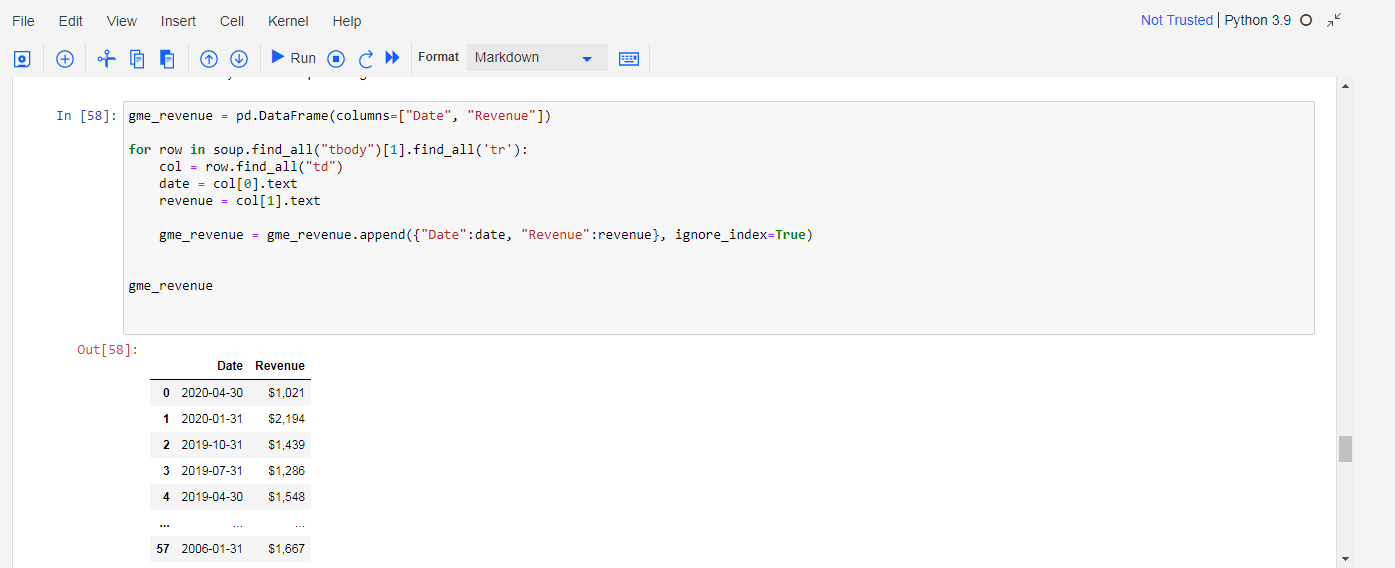 File Edit View Insert Cell Kernel Help Not Trusted Python 3.9
Run Format Markdown
In [58]: gme_revenue = pd.DataFrame(columns=["Date", "Revenue"])
for row in soup.find_all("tbody")[1].find_all('tr'):
col = row.find_all("td")
date = col[0].text
revenue = col[1].text
gme_revenue = gme_revenue.append({"Date":date, "Revenue":revenue}, ignore_index=True)
gme_revenue
Out[58]:
Date Revenue
0 2020-04-30 $1,021
1 2020-01-31 $2,194
2 2019-10-31 $1,439
3 2019-07-31 $1,286
4 2019-04-30 $1,548
... ... ...
57 2006-01-31 $1,667